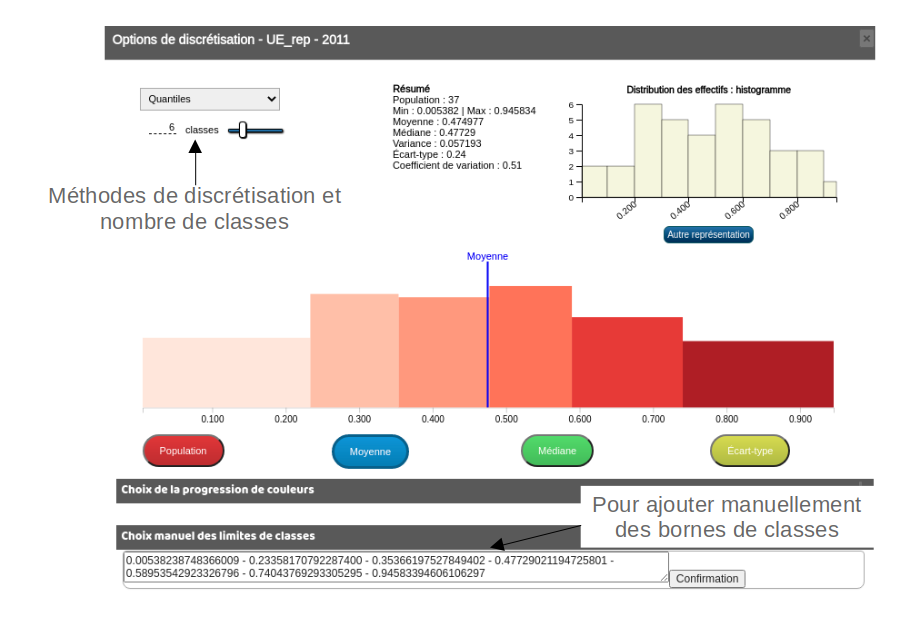 Options de discrétisation - UE_rep - 2011
×
Quantiles
6 classes
Méthodes de discrétisation et
nombre de classes
Résumé
Population : 37
Min : 0.005382 | Max : 0.945834
Moyenne : 0.474977
Médiane : 0.47729
Variance : 0.057193
Écart-type : 0.24
Coefficient de variation : 0.51
Distribution des effectifs : histogramme
6
5
4
3
2
1
0
0.200 0.400 0.600 0.800
Autre représentation
Moyenne
0.100 0.200 0.300 0.400 0.500 0.600 0.700 0.800 0.900
Population Moyenne Médiane Écart-type
Choix de la progression de couleurs
Pour ajouter manuellement
des bornes de classes
Choix manuel des limites de classes
0.00538238748366009 - 0.23358170792287400 - 0.35366197527849402 - 0.47729021194725801 -
0.58953542923326796 - 0.74043769293305295 - 0.94583394606106297
Confirmation